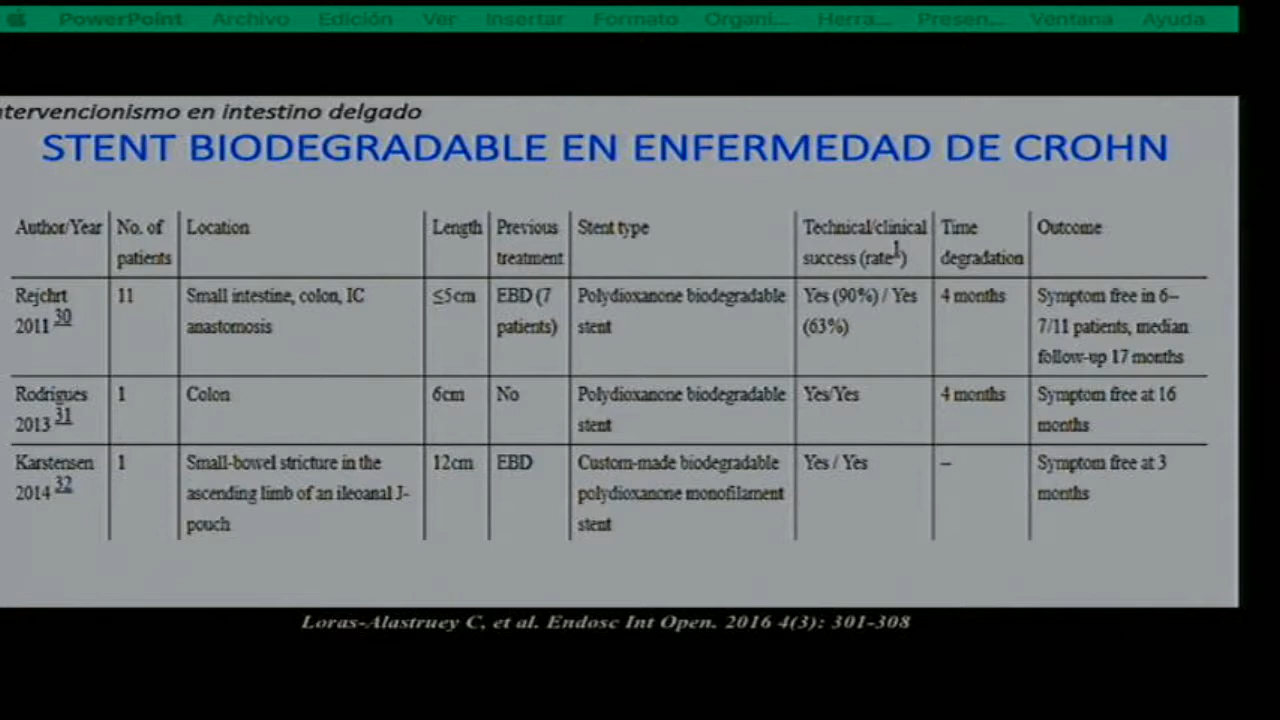 PowerPoint Archivo Edición Ver Insertar Formato Organi... Herra... Presen... Ventana Ayuda
ntervencionismo en intestino delgado
STENT BIODEGRADABLE EN ENFERMEDAD DE CROHN
Author/Year No. of patients Location Length Previous treatment Stent type Technical/clinical success (rate1) Time degradation Outcome
Rejchrt 2011 30 11 Small intestine, colon, IC anastomosis ≤5cm EBD (7 patients) Polydioxanone biodegradable stent Yes (90%) / Yes (63%) 4 months Symptom free in 6–7/11 patients, median follow-up 17 months
Rodrigues 2013 31 1 Colon 6cm No Polydioxanone biodegradable stent Yes/Yes 4 months Symptom free at 16 months
Karstensen 2014 32 1 Small-bowel stricture in the ascending limb of an ileoanal J-pouch 12cm EBD Custom-made biodegradable polydioxanone monofilament stent Yes / Yes – Symptom free at 3 months
Loras-Alastruey C, et al. Endosc Int Open. 2016 4(3): 301-308